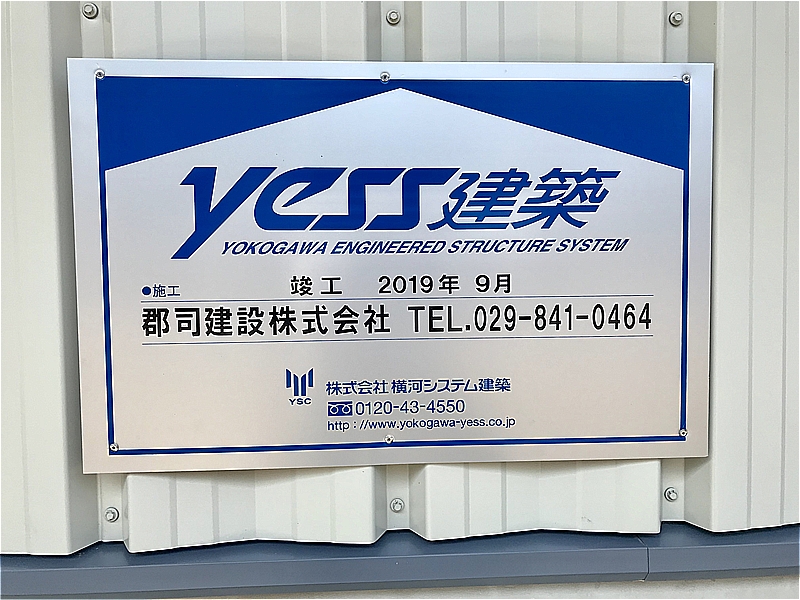 yess建築
YOKOGAWA ENGINEERED STRUCTURE SYSTEM
竣工 2019年 9月
●施工
郡司建設株式会社 TEL.029-841-0464
YSC
株式会社 横河システム建築
0120-43-4550
http://www.yokogawa-yess.co.jp